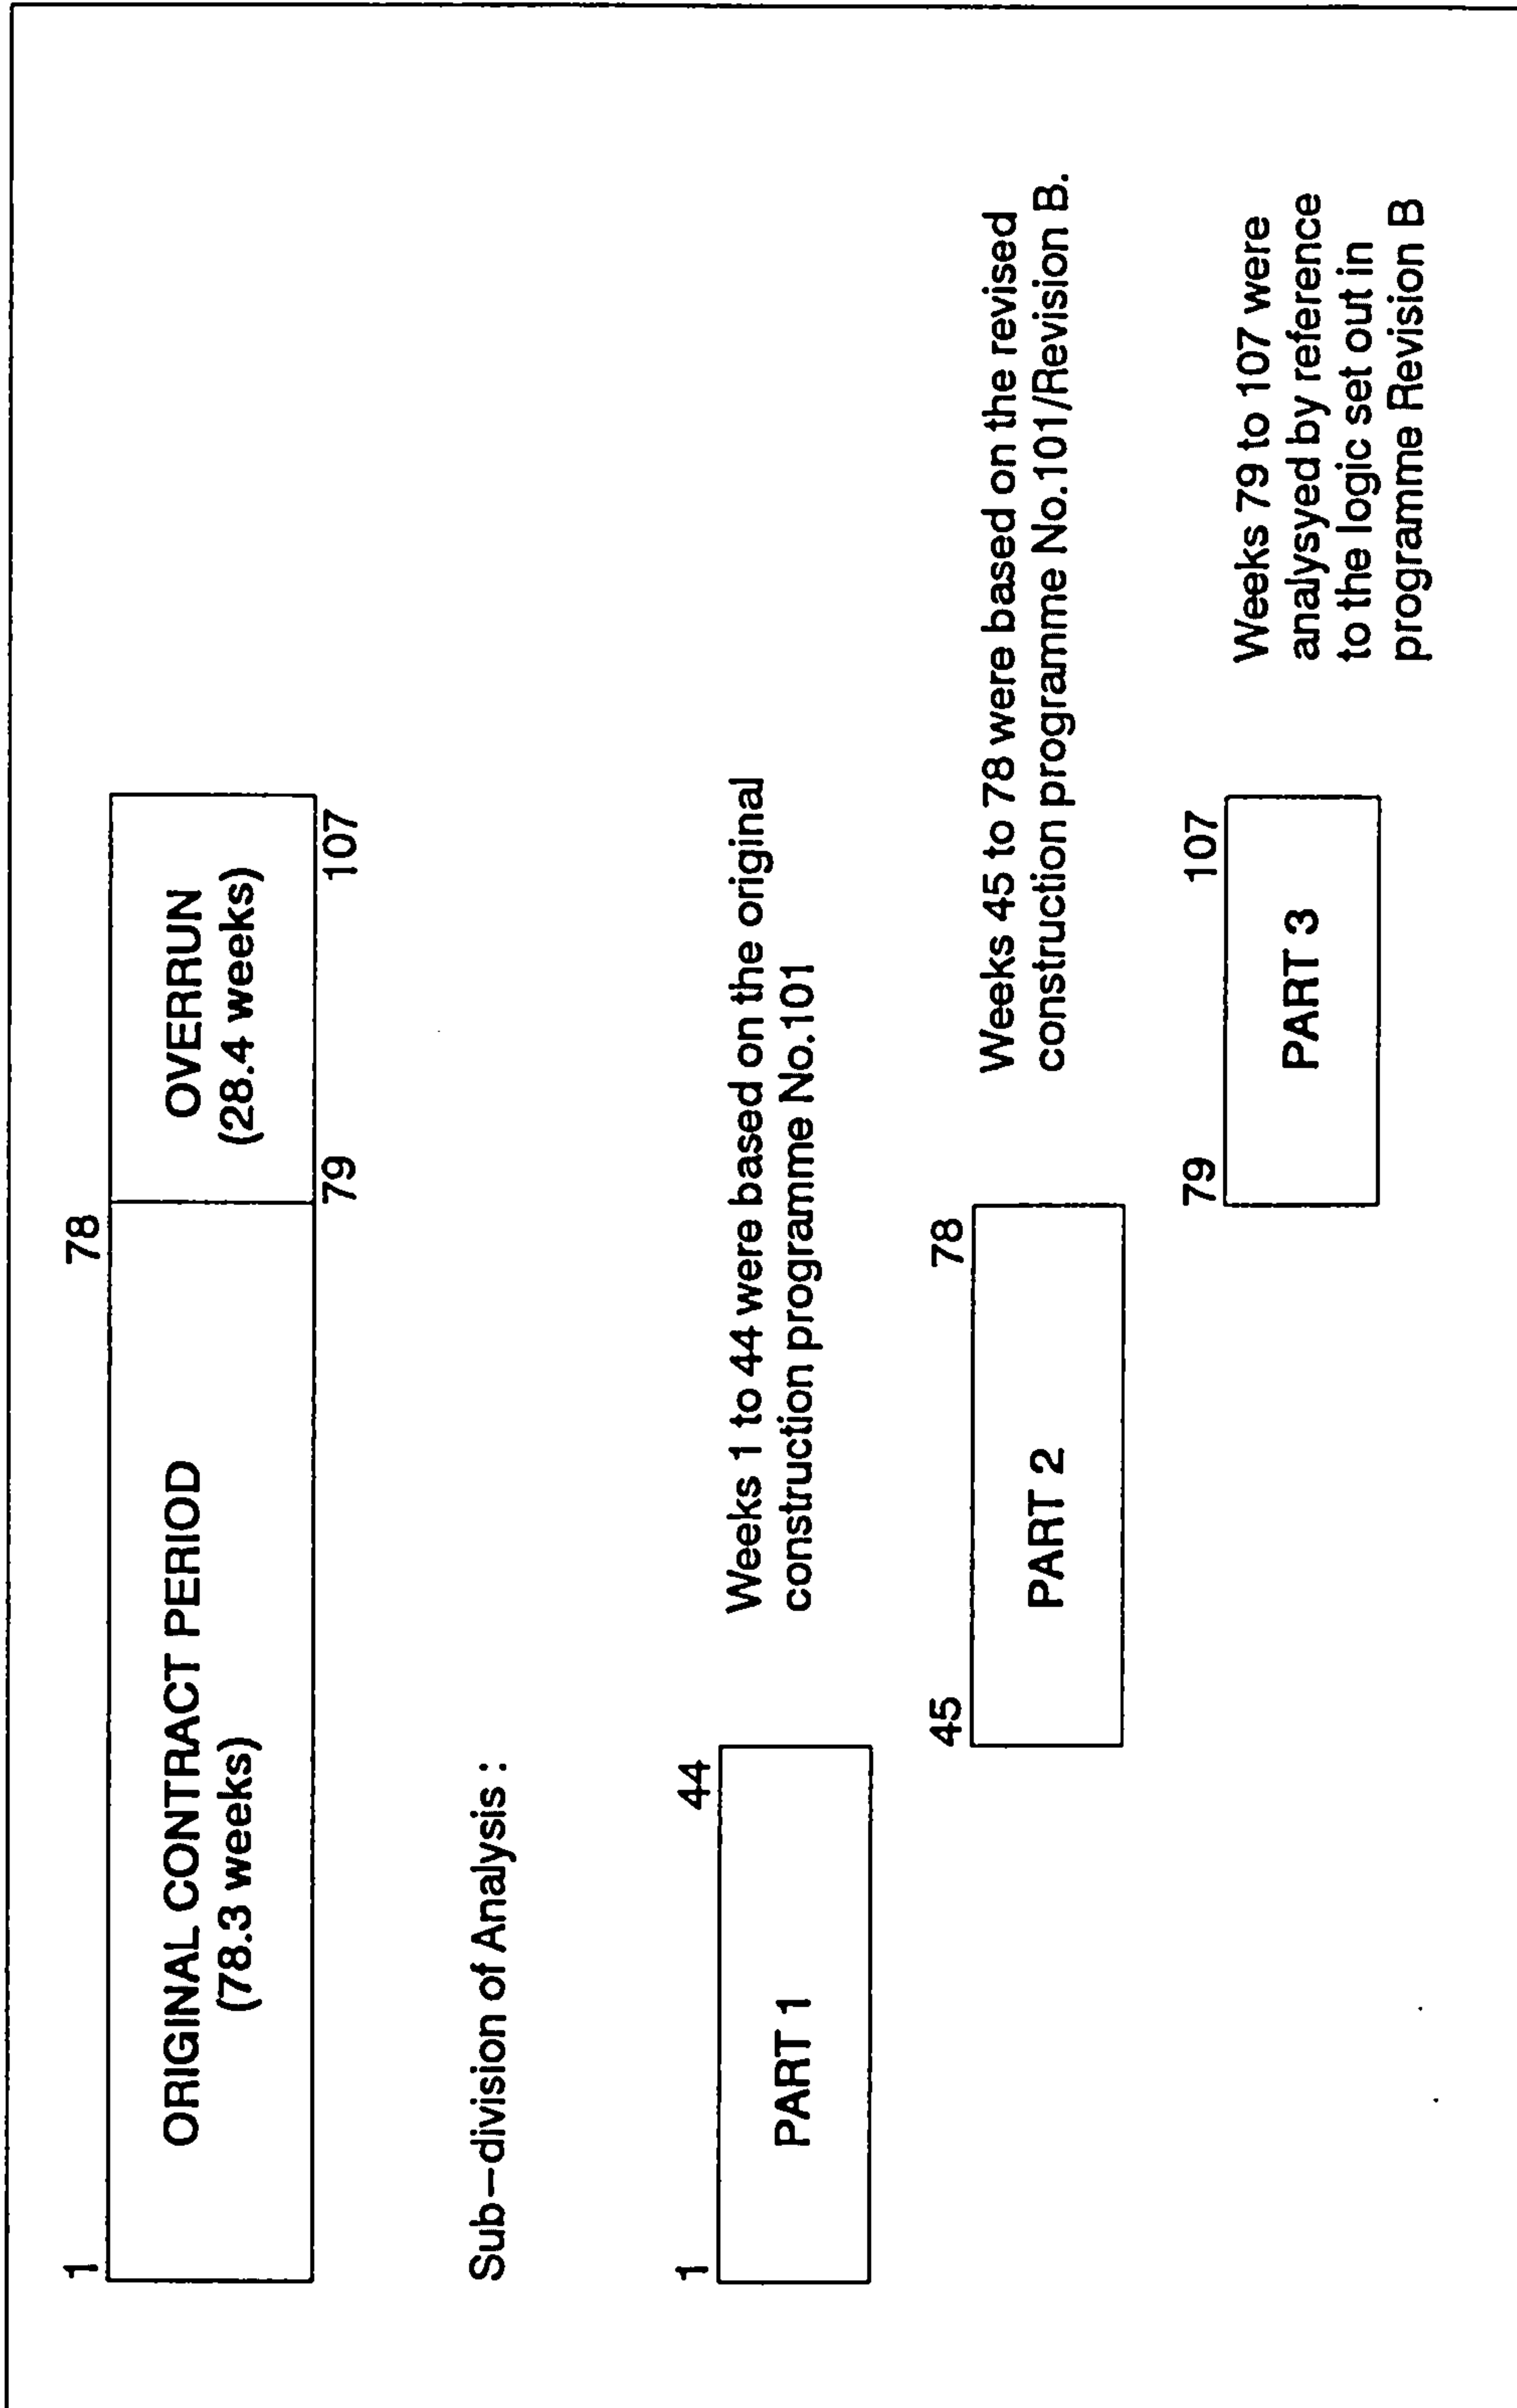 1
78
ORIGINAL CONTRACT PERIOD
(78.3 weeks)
OVERRUN
(28.4 weeks)
79
107
Sub-division of Analysis :
1
44
PART 1
Weeks 1 to 44 were based on the original
construction programme No.101
45
78
PART 2
Weeks 45 to 78 were based on the revised
construction programme No.101/Revision B.
79
107
PART 3
Weeks 79 to 107 were
analysyed by reference
to the logic set out in
programme Revision B